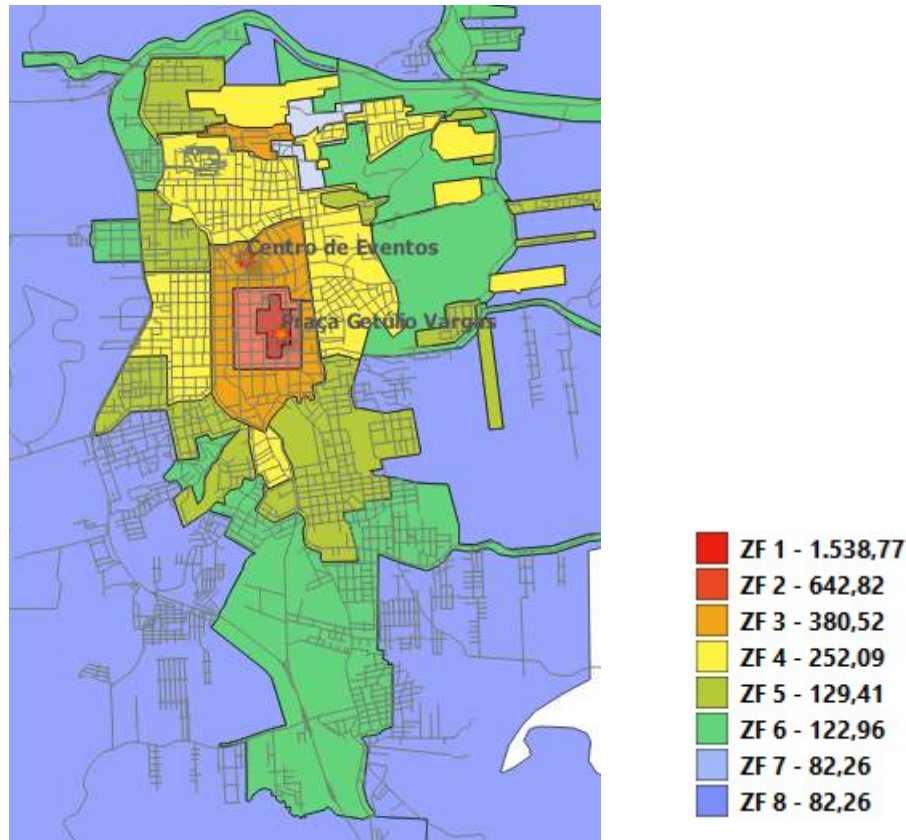 Centro de Eventos
Praça Getúlio Vargas
ZF 1 - 1.538,77
ZF 2 - 642,82
ZF 3 - 380,52
ZF 4 - 252,09
ZF 5 - 129,41
ZF 6 - 122,96
ZF 7 - 82,26
ZF 8 - 82,26